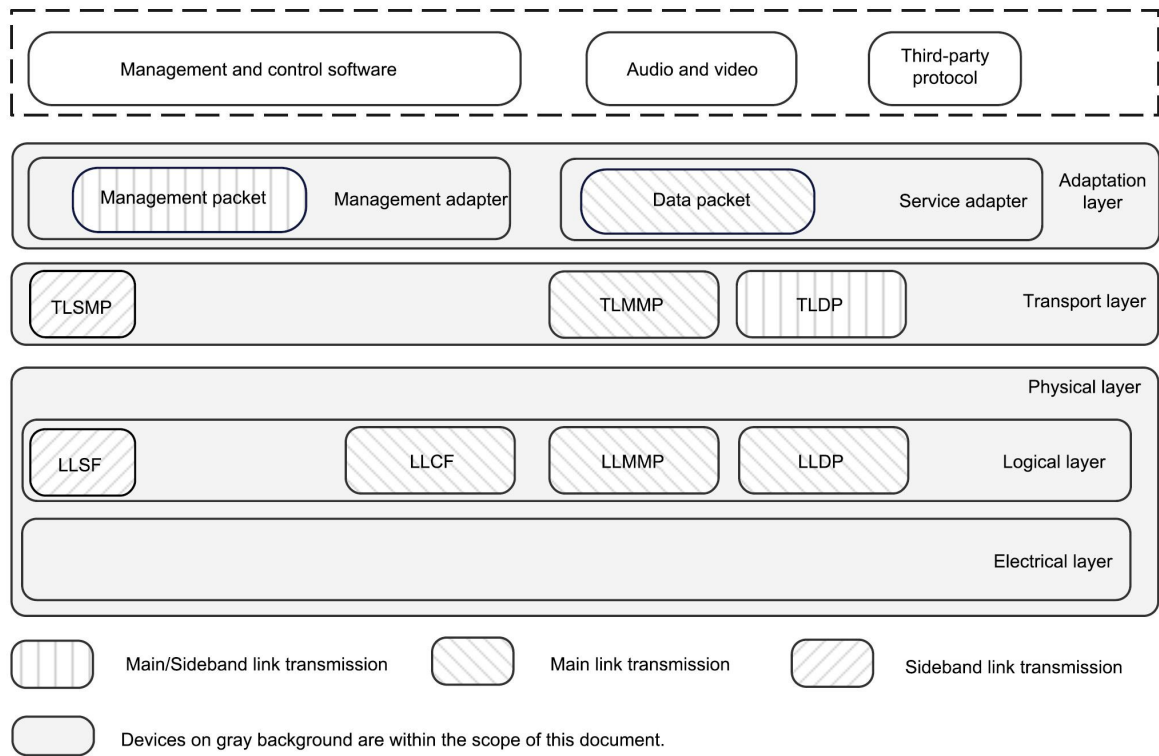 Management and control software
Audio and video
Third-party
protocol
Management packet
Management adapter
Data packet
Service adapter
Adaptation
layer
TLSMP
TLMMP
TLDP
Transport layer
Physical layer
LLSF
LLCF
LLMMP
LLDP
Logical layer
Electrical layer
Main/Sideband link transmission
Main link transmission
Sideband link transmission
Devices on gray background are within the scope of this document.